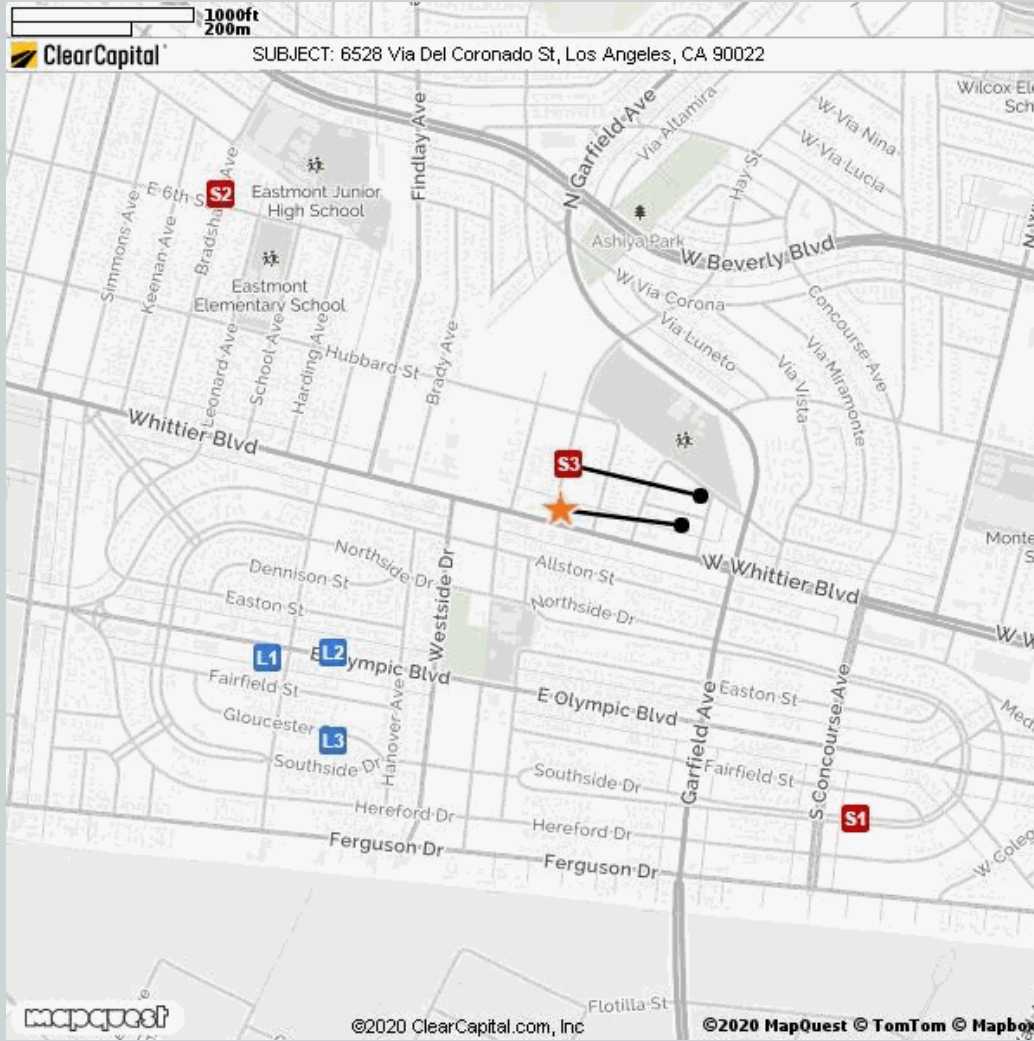 1000ft
200m
ClearCapital
SUBJECT: 6528 Via Del Coronado St, Los Angeles, CA 90022
Findlay Ave
N Garfield Ave
Via Altamira
Hay St
W Via Nina
W Via Lucia
Wilcox
E 6th
S2
Eastmont Junior
High School
Simmons Ave
Keenan Ave
Ave
Eastmont
Elementary School
Ashiya Park
W Beverly Blvd
W Via Corona
Via Luneto
Via Vista
Via Miramonte
Concourse Ave
Leonard Ave
School Ave
Harding Ave
Hubbard St
Brady Ave
Whittier Blvd
S3
Allston St
W Whittier Blvd
Northside Dr
Dennison St
Easton St
Northside Dr
Westside Dr
L1
L2
E Olympic Blvd
Fairfield St
Gloucester
L3
Southside Dr
Hanover Ave
E Olympic Blvd
Easton St
Garfield Ave
Fairfield St
S Concourse Ave
Southside Dr
S1
Hereford Dr
Hereford Dr
Ferguson Dr
Ferguson Dr
Flotilla St
mapquest
©2020 ClearCapital.com, Inc
©2020 MapQuest © TomTom © Mapbox